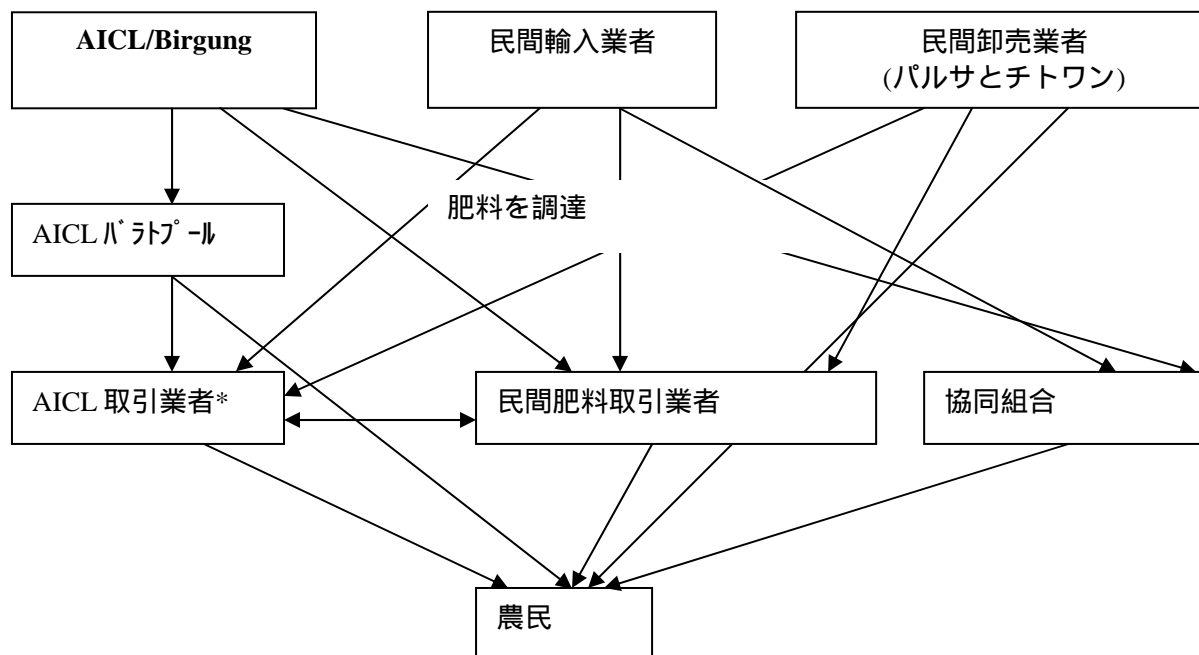 AICL/Birgung
民間輸入業者
民間卸売業者
(パルサとチトワン)
肥料を調達
AICL ﾊﾞﾗﾄﾌﾟｰﾙ
AICL 取引業者*
民間肥料取引業者
協同組合
農民